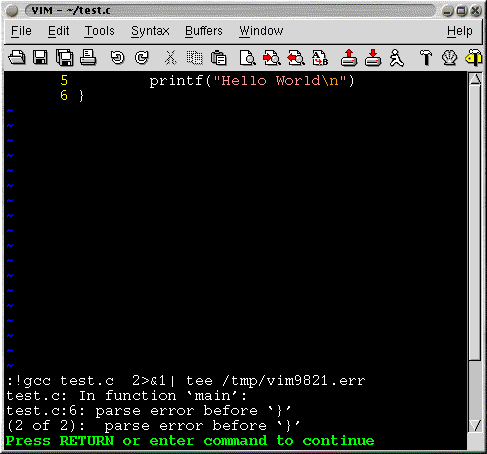 VIM - ~/test.c
File Edit Tools Syntax Buffers Window Help
5 printf("Hello World\n")
6 }
~
~
~
~
~
~
~
~
~
~
~
~
~
~
:!gcc test.c  2>&1| tee /tmp/vim9821.err
test.c: In function `main':
test.c:6: parse error before `}'
(2 of 2):  parse error before `}'
Press RETURN or enter command to continue